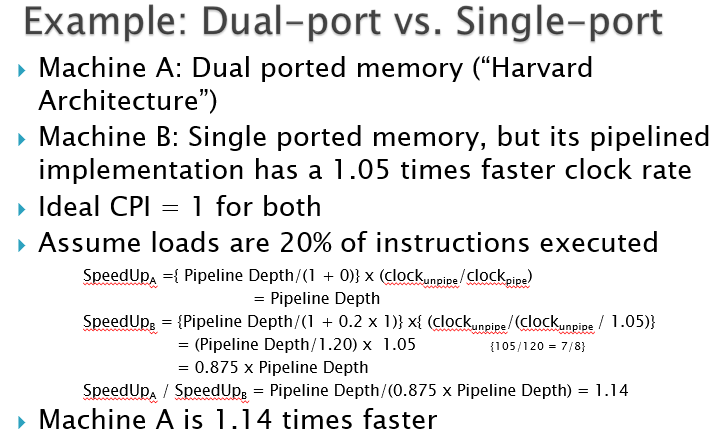 Example: Dual-port vs. Single-port
Machine A: Dual ported memory (“Harvard
Architecture”)
Machine B: Single ported memory, but its pipelined
implementation has a 1.05 times faster clock rate
Ideal CPI = 1 for both
Assume loads are 20% of instructions executed
SpeedUpA ={ Pipeline Depth/(1 + 0)} x (clockunpipe/clockpipe)
= Pipeline Depth
SpeedUpB = {Pipeline Depth/(1 + 0.2 x 1)} x{ (clockunpipe/(clockunpipe / 1.05)}
= (Pipeline Depth/1.20) x 1.05 {105/120 = 7/8}
= 0.875 x Pipeline Depth
SpeedUpA / SpeedUpB = Pipeline Depth/(0.875 x Pipeline Depth) = 1.14
Machine A is 1.14 times faster